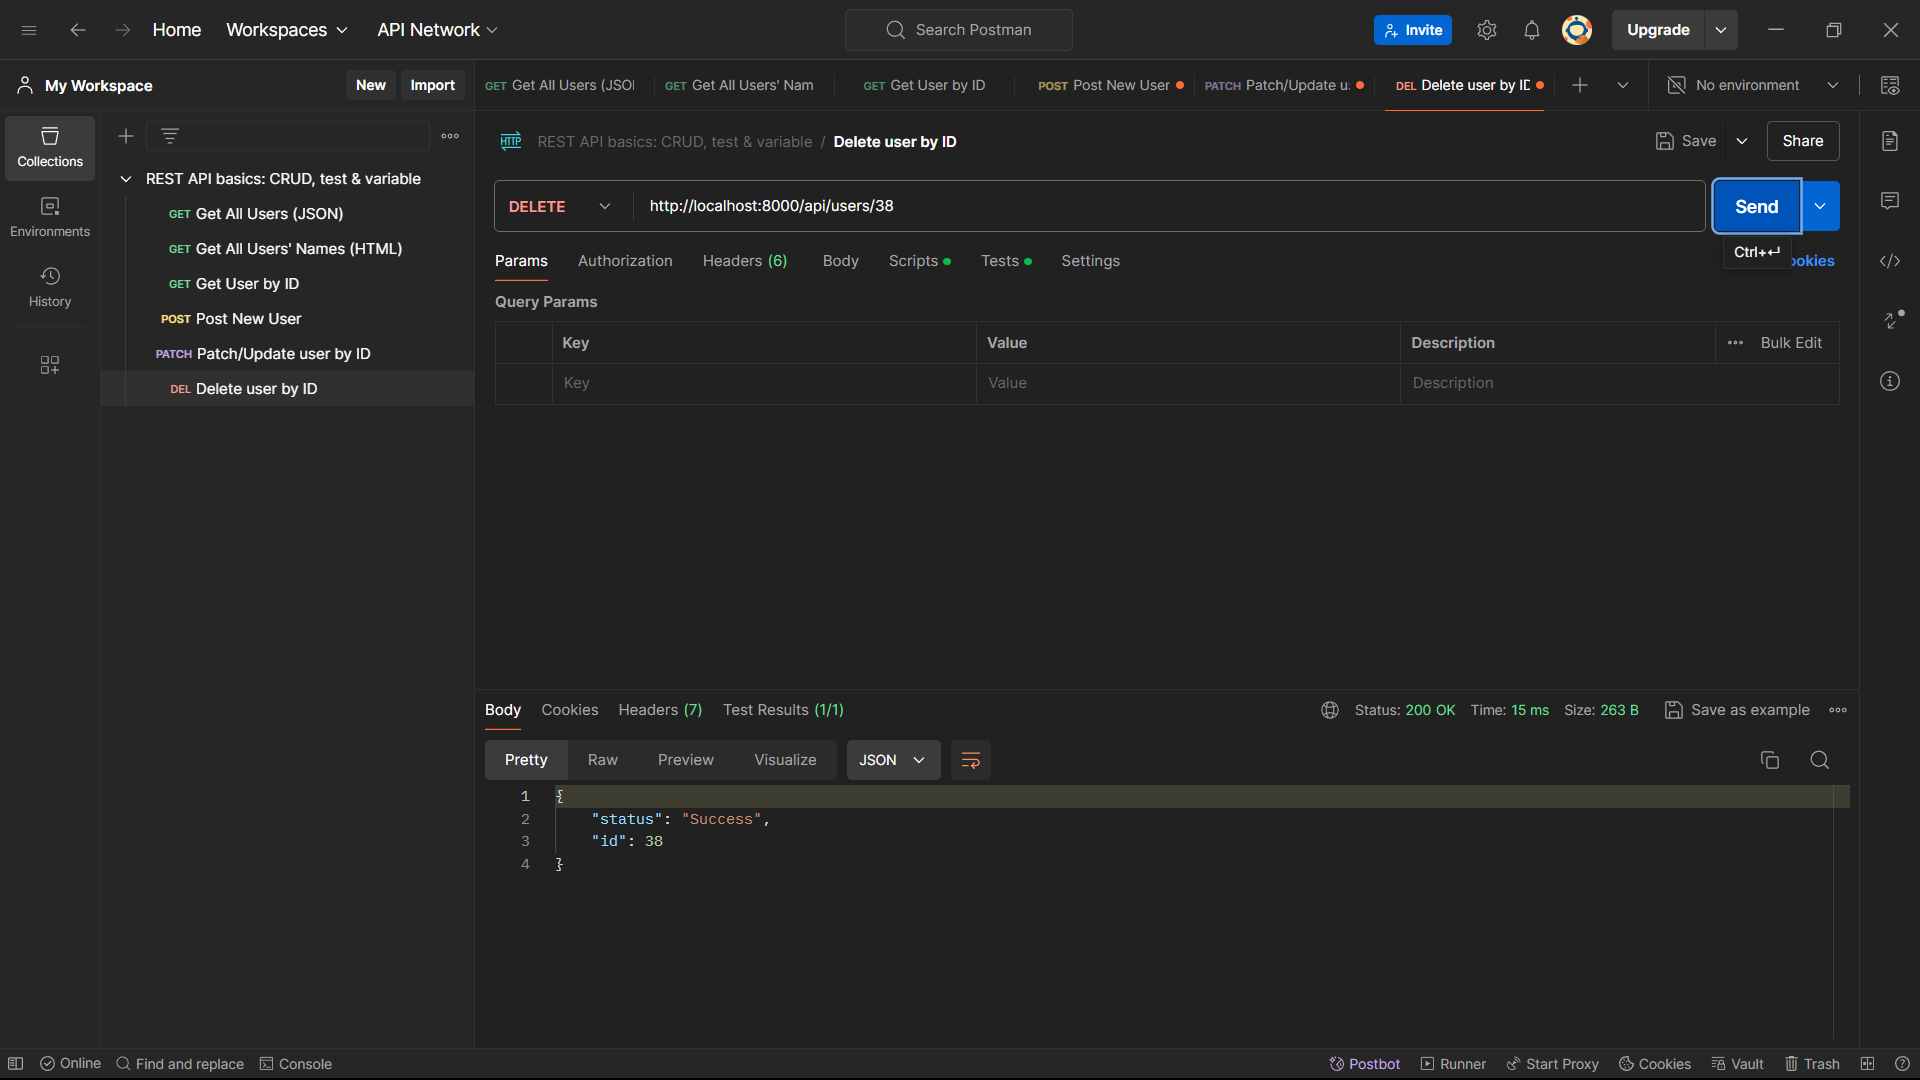 Home Workspaces API Network Search Postman Invite Upgrade
My Workspace New Import GET Get All Users (JSO GET Get All Users' Nam GET Get User by ID POST Post New User PATCH Patch/Update u DEL Delete user by ID No environment
Collections
Environments
History
REST API basics: CRUD, test & variable
GET Get All Users (JSON)
GET Get All Users' Names (HTML)
GET Get User by ID
POST Post New User
PATCH Patch/Update user by ID
DEL Delete user by ID
HTTP REST API basics: CRUD, test & variable / Delete user by ID Save Share
DELETE http://localhost:8000/api/users/38 Send
Ctrl+↵
Params Authorization Headers (6) Body Scripts Tests Settings ookies
Query Params
Key Value Description Bulk Edit
Key Value Description
Body Cookies Headers (7) Test Results (1/1) Status: 200 OK Time: 15 ms Size: 263 B Save as example
Pretty Raw Preview Visualize JSON
1 {
2 "status": "Success",
3 "id": 38
4 }
Online Find and replace Console Postbot Runner Start Proxy Cookies Vault Trash